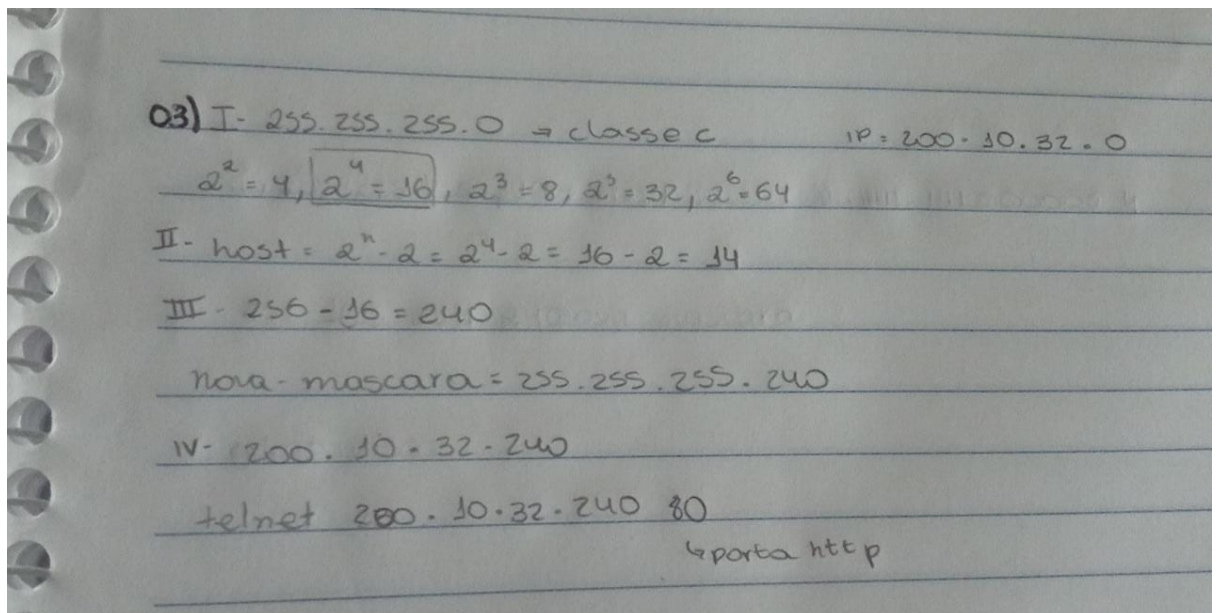 03) I- 255.255.255.0 → classe c IP = 200.10.32.0
2² = 4, 2⁴ = 16, 2³ = 8, 2⁵ = 32, 2⁶ = 64
II- host = 2ⁿ - 2 = 2⁴ - 2 = 16 - 2 = 14
III - 256 - 16 = 240
nova-mascara = 255.255.255.240
IV- 200.10.32.240
telnet 200.10.32.240 80
↳porta http